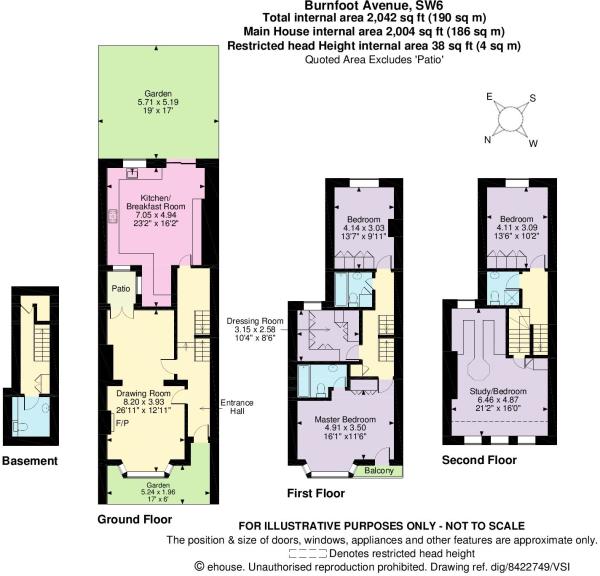 Burnfoot Avenue, SW6
Total internal area 2,042 sq ft (190 sq m)
Main House internal area 2,004 sq ft (186 sq m)
Restricted head Height internal area 38 sq ft (4 sq m)
Quoted Area Excludes 'Patio'
Garden
5.71 x 5.19
19' x 17'
E
S
N
W
Kitchen/
Breakfast Room
7.05 x 4.94
23'2" x 16'2"
Patio
Drawing Room
8.20 x 3.93
26'11" x 12'11"
F/P
Entrance
Hall
Garden
5.24 x 1.96
17' x 6'
Basement
Ground Floor
Bedroom
4.14 x 3.03
13'7" x 9'11"
Dressing Room
3.15 x 2.58
10'4" x 8'6"
Master Bedroom
4.91 x 3.50
16'1" x11'6"
Balcony
First Floor
Bedroom
4.11 x 3.09
13'6" x 10'2"
Study/Bedroom
6.46 x 4.87
21'2" x 16'0"
Second Floor
FOR ILLUSTRATIVE PURPOSES ONLY - NOT TO SCALE
The position & size of doors, windows, appliances and other features are approximate only.
Denotes restricted head height
© ehouse. Unauthorised reproduction prohibited. Drawing ref. dig/8422749/VSI